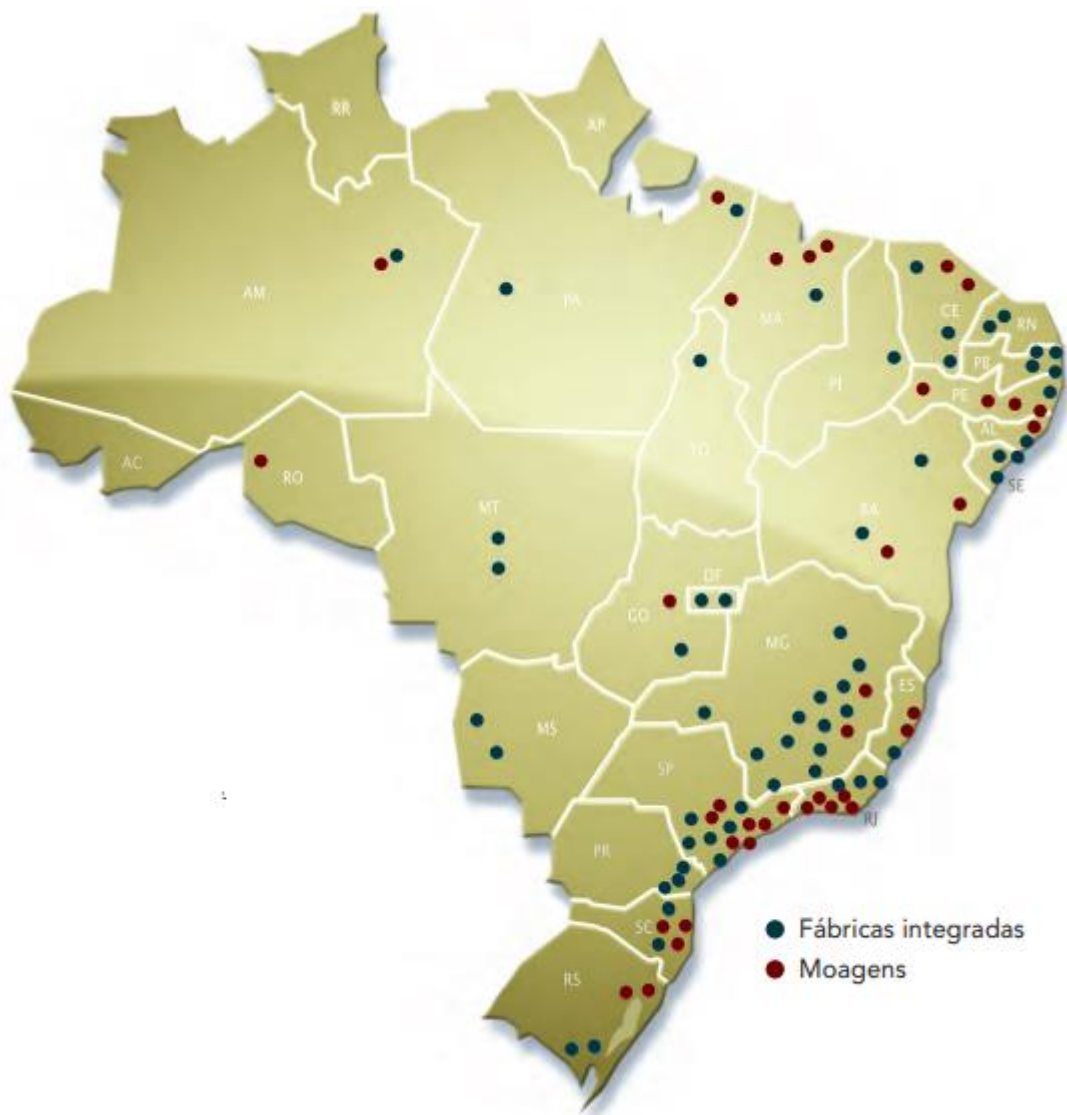 RR
AP
AM
PA
MA
CE
RN
PB
PI
PE
AL
AC
RO
TO
SE
MT
BA
DF
GO
MG
ES
MS
SP
RJ
PR
SC
RS
Fábricas integradas
Moagens